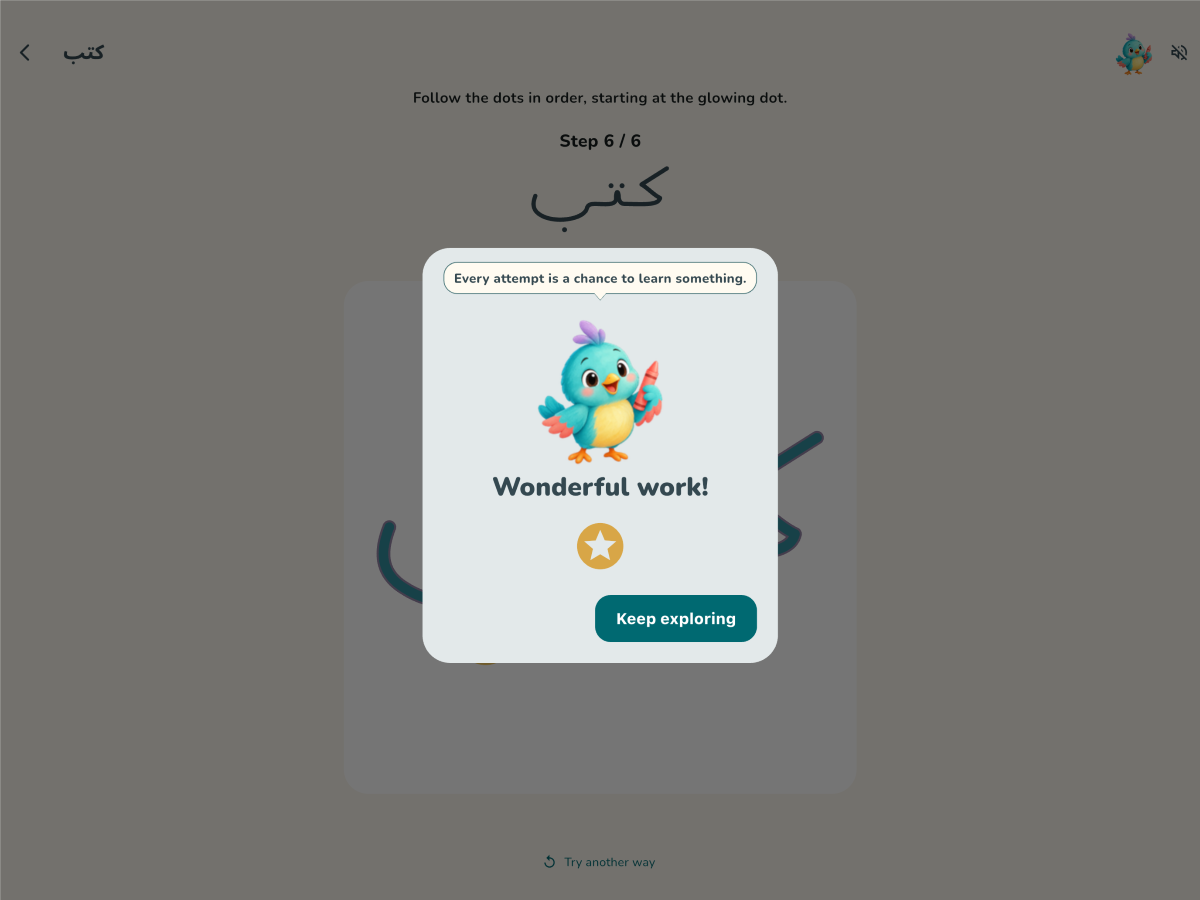 كتب
Follow the dots in order, starting at the glowing dot.
Step 6 / 6
كتب
Every attempt is a chance to learn something.
Wonderful work!
Keep exploring
Try another way